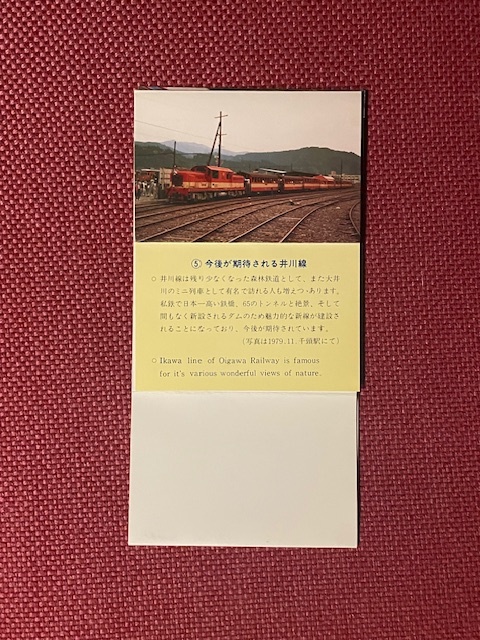 ⑤ 今後が期待される井川線
○ 井川線は残り少なくなった森林鉄道として、また大井
川のミニ列車として有名で訪れる人も増えつゝあります。
私鉄で日本一高い鉄橋、65のトンネルと絶景、そして
間もなく新設されるダムのため魅力的な新線が建設さ
れることになっており、今後が期待されています。
(写真は1979.11.千頭駅にて)
○ Ikawa line of Oigawa Railway is famous
for it's various wonderful views of nature.